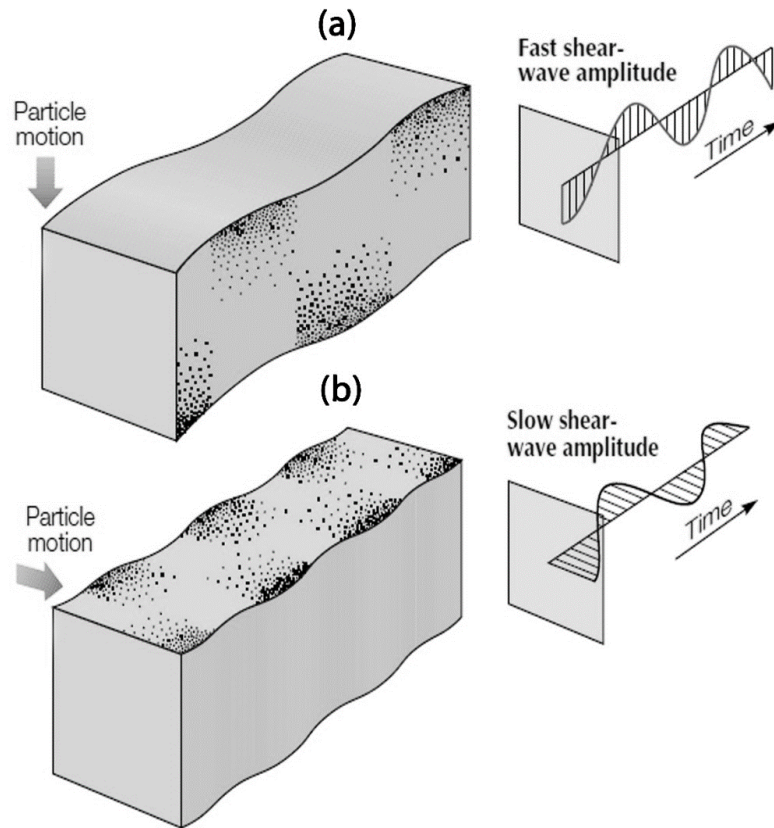 (a)
Particle
motion
Fast shear-
wave amplitude
Time
(b)
Particle
motion
Slow shear-
wave amplitude
Time